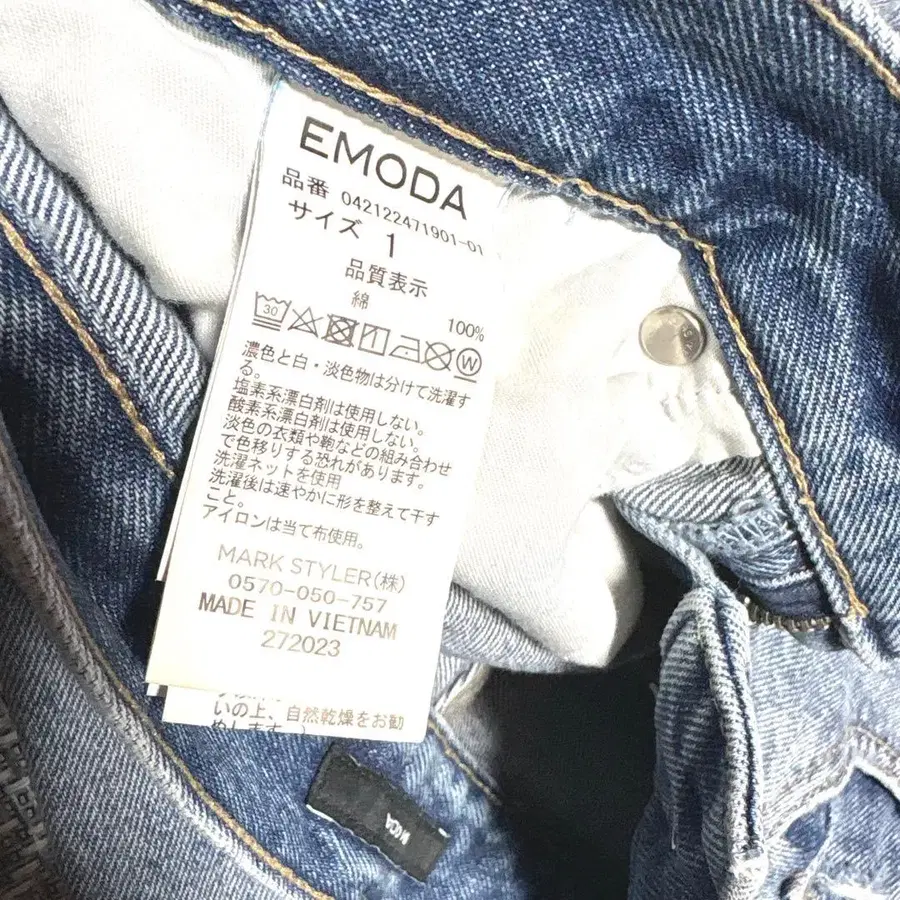 EMODA
品番 042122471901-01
サイズ 1
品質表示
綿 100%
30
W
濃色と白・淡色物は分けて洗濯す
る。
塩素系漂白剤は使用しない。
酸素系漂白剤は使用しない。
淡色の衣類や鞄などの組み合わせ
で色移りする恐れがあります。
洗濯ネットを使用
洗濯後は速やかに形を整えて干す
こと。
アイロンは当て布使用。
MARK STYLER(株)
0570-050-757
MADE IN VIETNAM
272023
いの上、自然乾燥をお勧